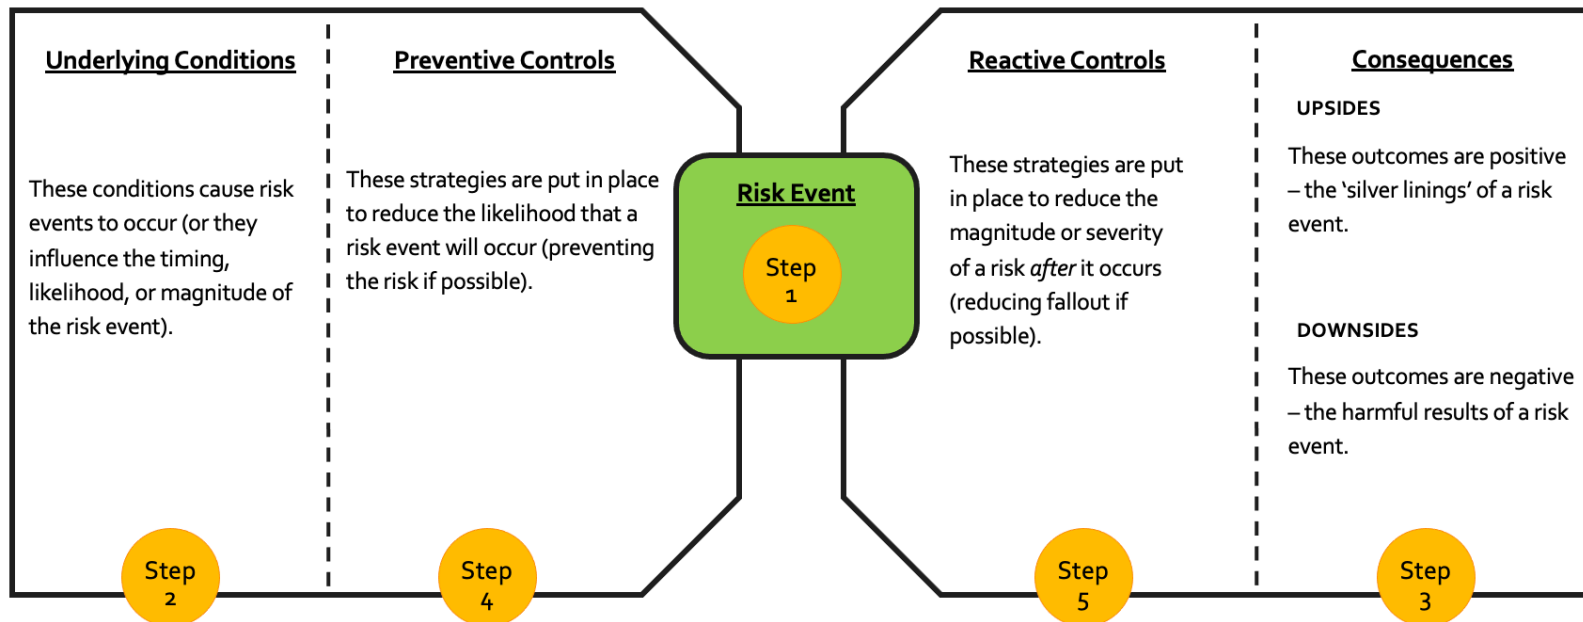 Underlying Conditions
These conditions cause risk
events to occur (or they
influence the timing,
likelihood, or magnitude of
the risk event).
Step
2
Preventive Controls
These strategies are put in place
to reduce the likelihood that a
risk event will occur (preventing
the risk if possible).
Step
4
Risk Event
Step
1
Reactive Controls
These strategies are put
in place to reduce the
magnitude or severity
of a risk after it occurs
(reducing fallout if
possible).
Step
5
Consequences
UPSIDES
These outcomes are positive
– the ‘silver linings’ of a risk
event.
DOWNSIDES
These outcomes are negative
– the harmful results of a risk
event.
Step
3